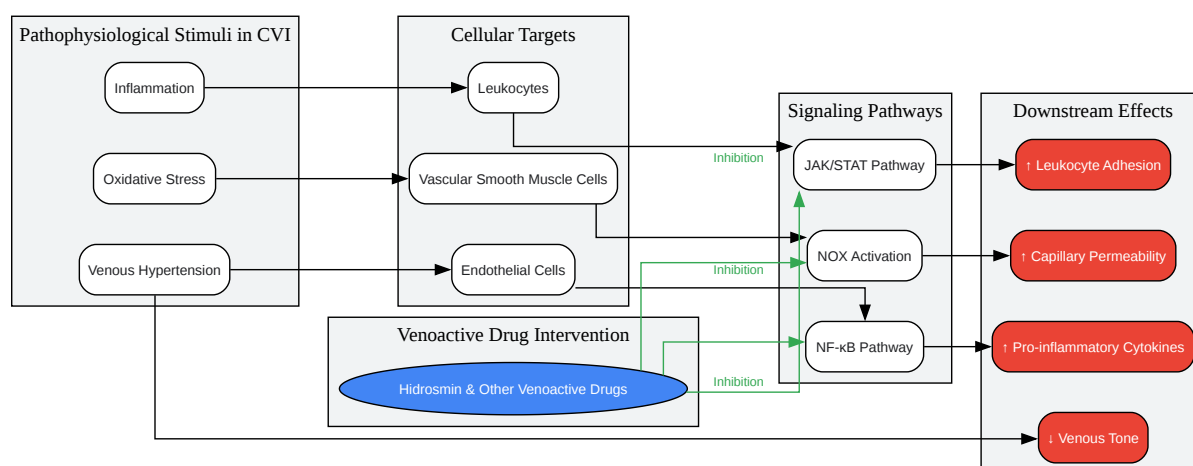 Pathophysiological Stimuli in CVI
Inflammation
Oxidative Stress
Venous Hypertension
Cellular Targets
Leukocytes
Vascular Smooth Muscle Cells
Endothelial Cells
Venoactive Drug Intervention
Hidrosmin & Other Venoactive Drugs
Inhibition
Inhibition
Inhibition
Signaling Pathways
JAK/STAT Pathway
NOX Activation
NF-κB Pathway
Downstream Effects
↑ Leukocyte Adhesion
↑ Capillary Permeability
↑ Pro-inflammatory Cytokines
↓ Venous Tone